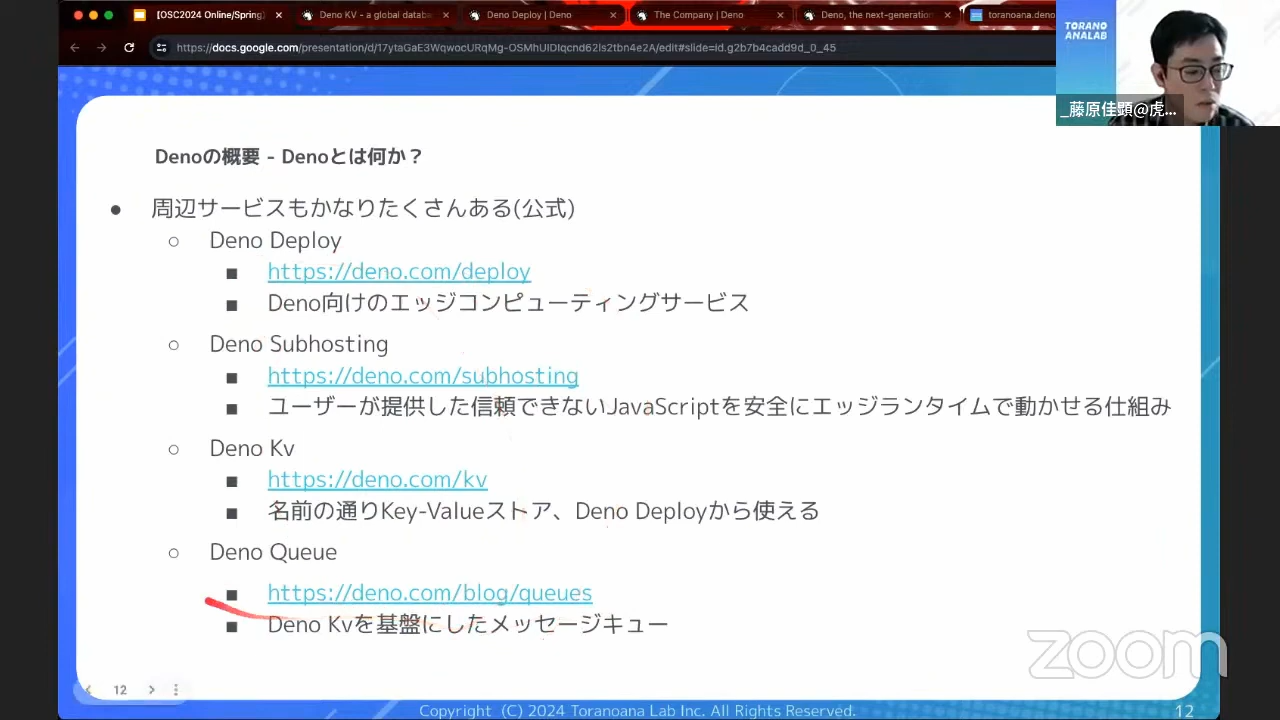 [OSC2024 Online/Spring]
Deno KV - a global databa
Deno Deploy | Deno
The Company | Deno
Deno, the next-generation
toranoana.deno
https://docs.google.com/presentation/d/17ytaGaE3WqwocURqMg-OSMhUIDIqcnd62Is2tbn4e2A/edit#slide=id.g2b7b4cadd9d_0_45
TORANO
ANALAB
_藤原佳顕@虎...
Denoの概要 - Denoとは何か？
● 周辺サービスもかなりたくさんある(公式)
○ Deno Deploy
■ https://deno.com/deploy
■ Deno向けのエッジコンピューティングサービス
○ Deno Subhosting
■ https://deno.com/subhosting
■ ユーザーが提供した信頼できないJavaScriptを安全にエッジランタイムで動かせる仕組み
○ Deno Kv
■ https://deno.com/kv
■ 名前の通りKey-Valueストア、Deno Deployから使える
○ Deno Queue
■ https://deno.com/blog/queues
■ Deno Kvを基盤にしたメッセージキュー
zoom
12
Copyright (C) 2024 Toranoana Lab Inc. All Rights Reserved.
12